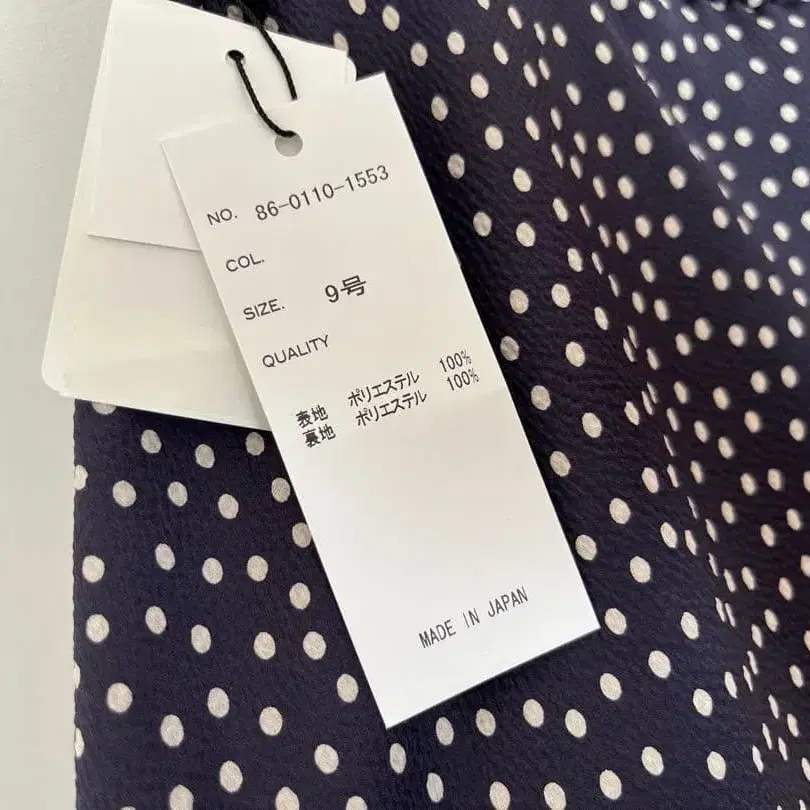 NO. 86-0110-1553
COL.
SIZE. 9号
QUALITY
表地 ポリエステル 100%
裏地 ポリエステル 100%
MADE IN JAPAN